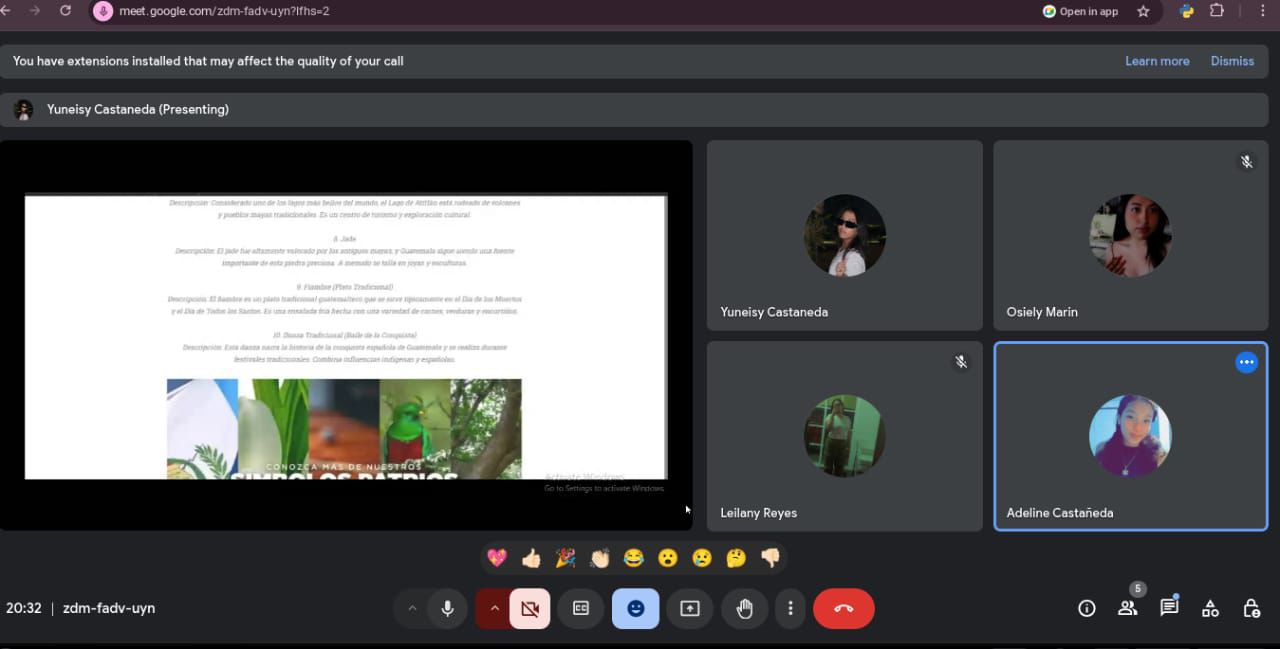 meet.google.com/zdm-fadv-uyn?lfhs=2
Open in app
You have extensions installed that may affect the quality of your call
Learn more
Dismiss
Yuneisy Castaneda (Presenting)
Descripción: Considerado uno de los lagos más bellos del mundo, el Lago de Atitlán está rodeado de volcanes
y pueblos mayas tradicionales. Es un centro de turismo y exploración cultural.
8. Jade
Descripción: El jade fue altamente valorado por los antiguos mayas, y Guatemala sigue siendo una fuente
importante de esta piedra preciosa. A menudo se talla en joyas y esculturas.
9. Fiambre (Plato Tradicional)
Descripción: El fiambre es un plato tradicional guatemalteco que se sirve típicamente en el Día de los Muertos
y el Día de Todos los Santos. Es una ensalada fría hecha con una variedad de carnes, verduras y encurtidos.
10. Danza Tradicional (Baile de la Conquista)
Descripción: Esta danza narra la historia de la conquista española de Guatemala y se realiza durante
festivales tradicionales. Combina influencias indígenas y españolas.
CONOZCA MÁS DE NUESTROS
SÍMBOLOS PATRIOS
Activate Windows
Go to Settings to activate Windows.
Yuneisy Castaneda
Osiely Marin
Leilany Reyes
Adeline Castañeda
20:32 | zdm-fadv-uyn
CC
5